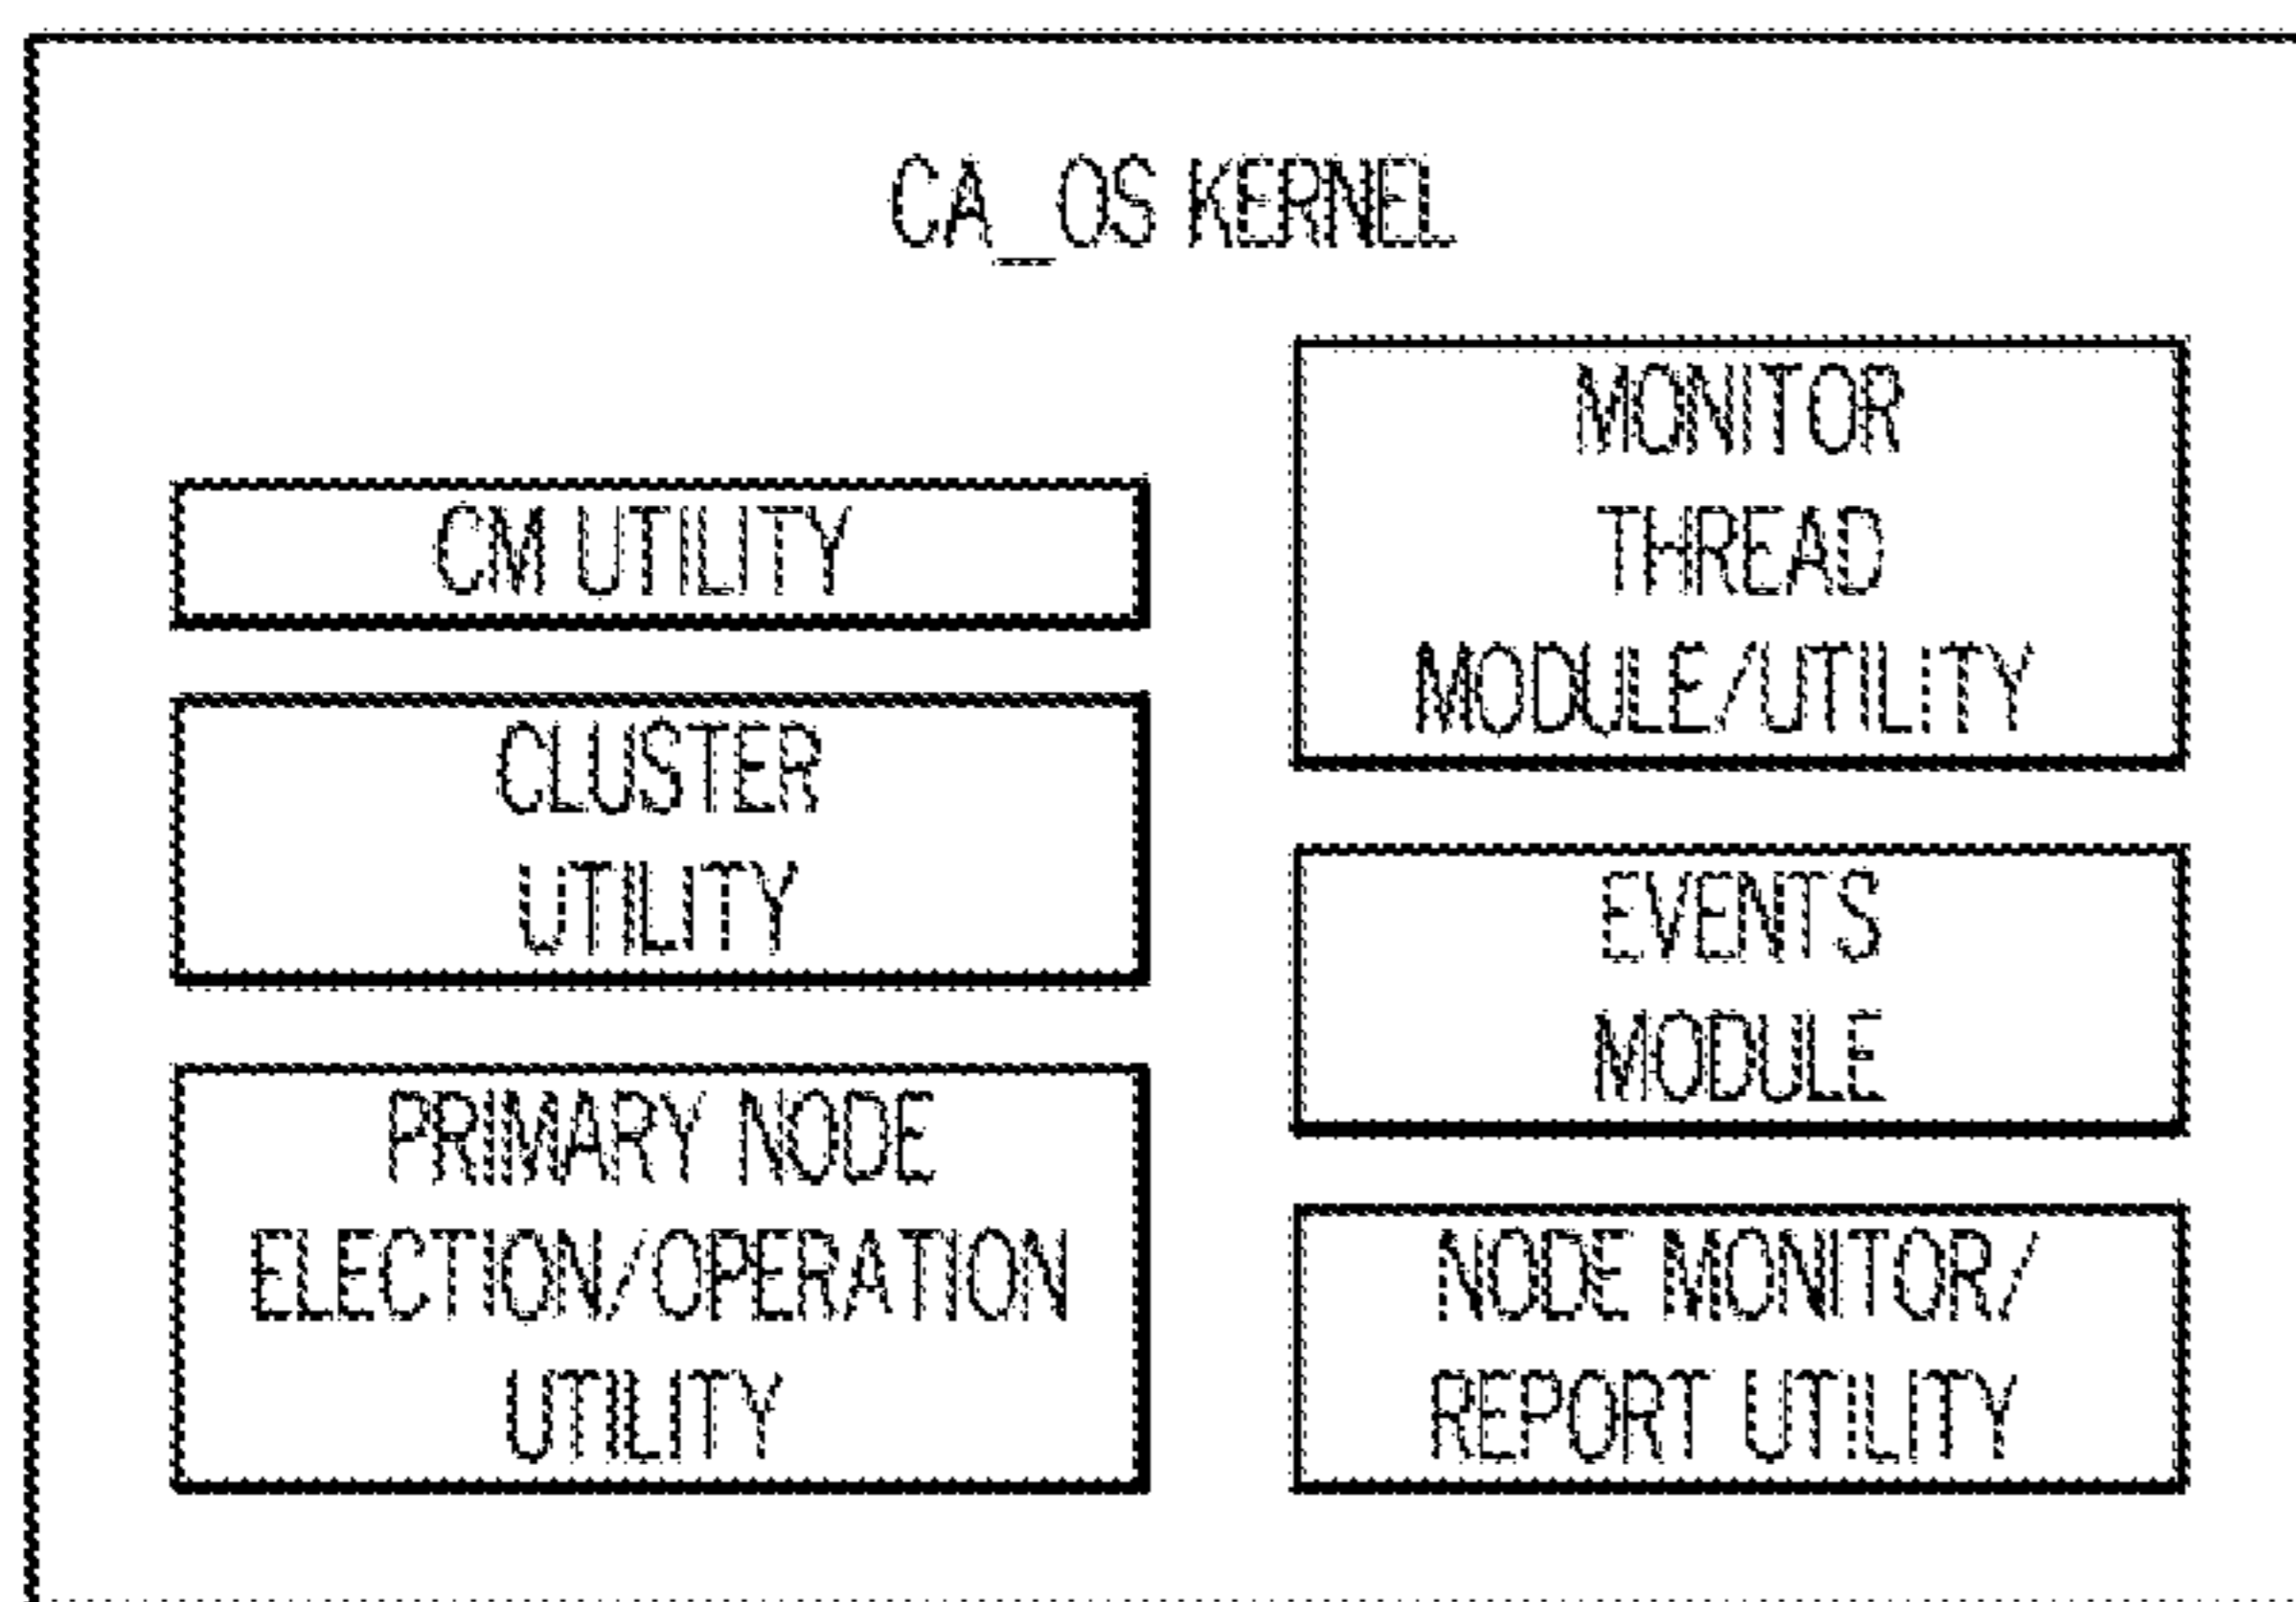 CA_OS KERNEL
CM UTILITY
CLUSTER
UTILITY
PRIMARY NODE
ELECTION/OPERATION
UTILITY
MONITOR
THREAD
MODULE/UTILITY
EVENTS
MODULE
NODE MONITOR/
REPORT UTILITY